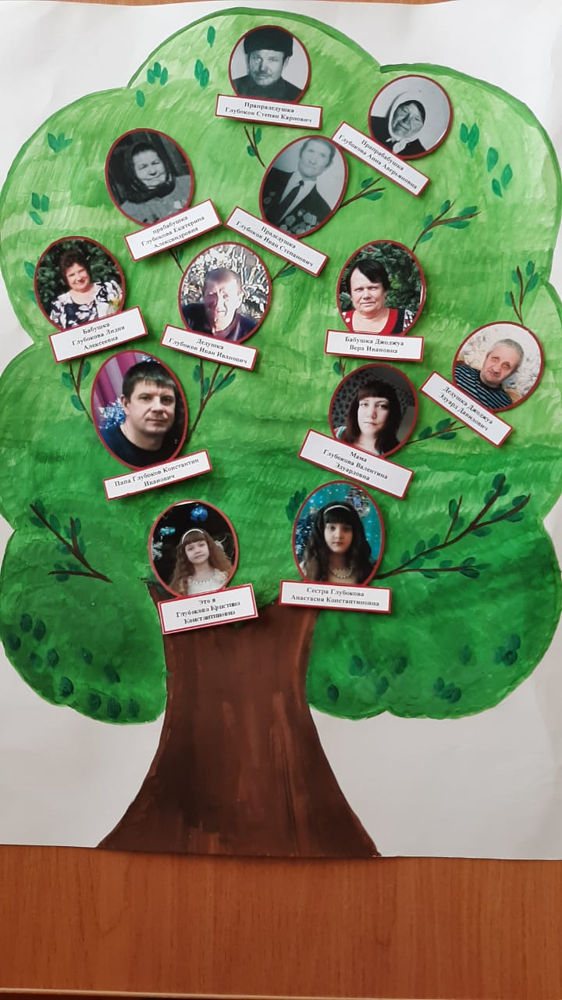 Прапрадедушка
Глубоков Степан Карпович
Прапрабабушка
Глубокова Анна Аверьяновна
прабабушка
Глубокова Екатерина
Александровна
Прадедушка
Глубоков Иван Степанович
Бабушка
Глубокова Лидия
Алексеевна
Дедушка
Глубоков Иван Иванович
Бабушка Джоджуа
Вера Ивановна
Дедушка Джоджуа
Эдуард Давидович
Папа Глубоков Константин
Иванович
Мама
Глубокова Валентина
Эдуардовна
Это я
Глубокова Кристина
Константиновна
Сестра Глубокова
Анастасия Константиновна